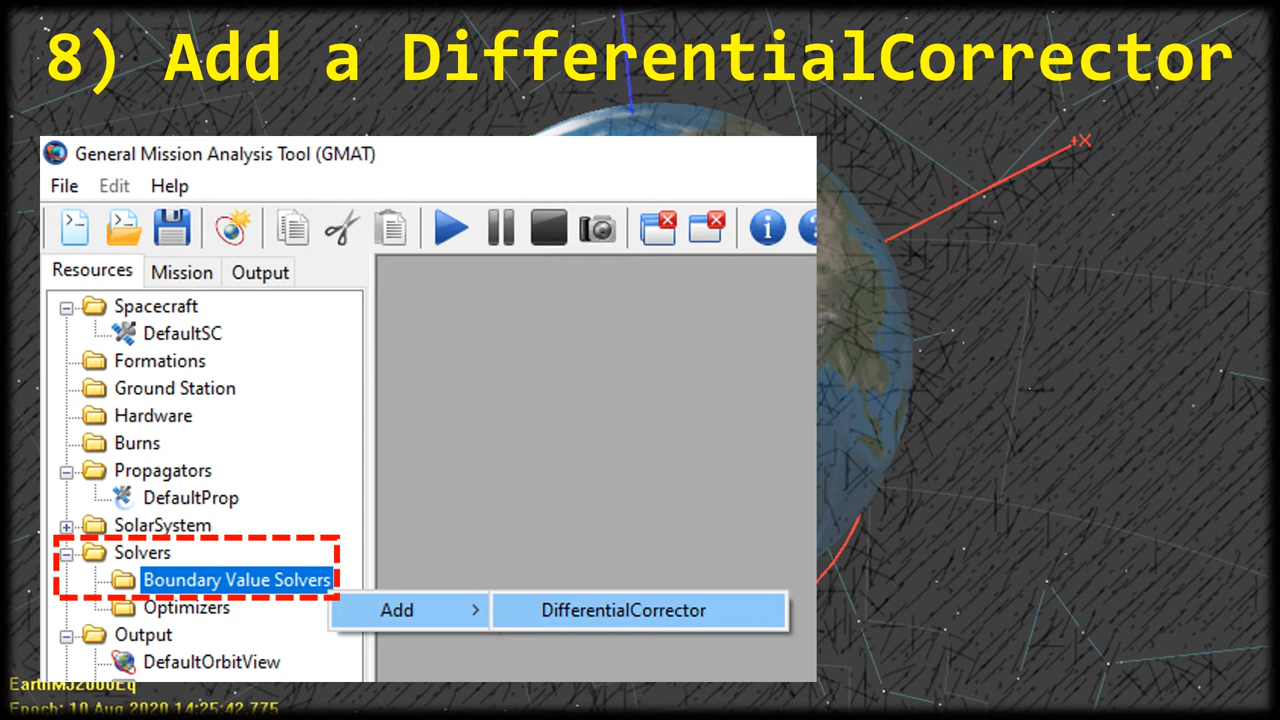 8) Add a DifferentialCorrector
+X
General Mission Analysis Tool (GMAT)
File Edit Help
Resources Mission Output
Spacecraft
DefaultSC
Formations
Ground Station
Hardware
Burns
Propagators
DefaultProp
SolarSystem
Solvers
Boundary Value Solvers
Add > DifferentialCorrector
Optimizers
Output
DefaultOrbitView
EarthMJ2000Eq
Epoch: 10 Aug 2020 14:25:42.775